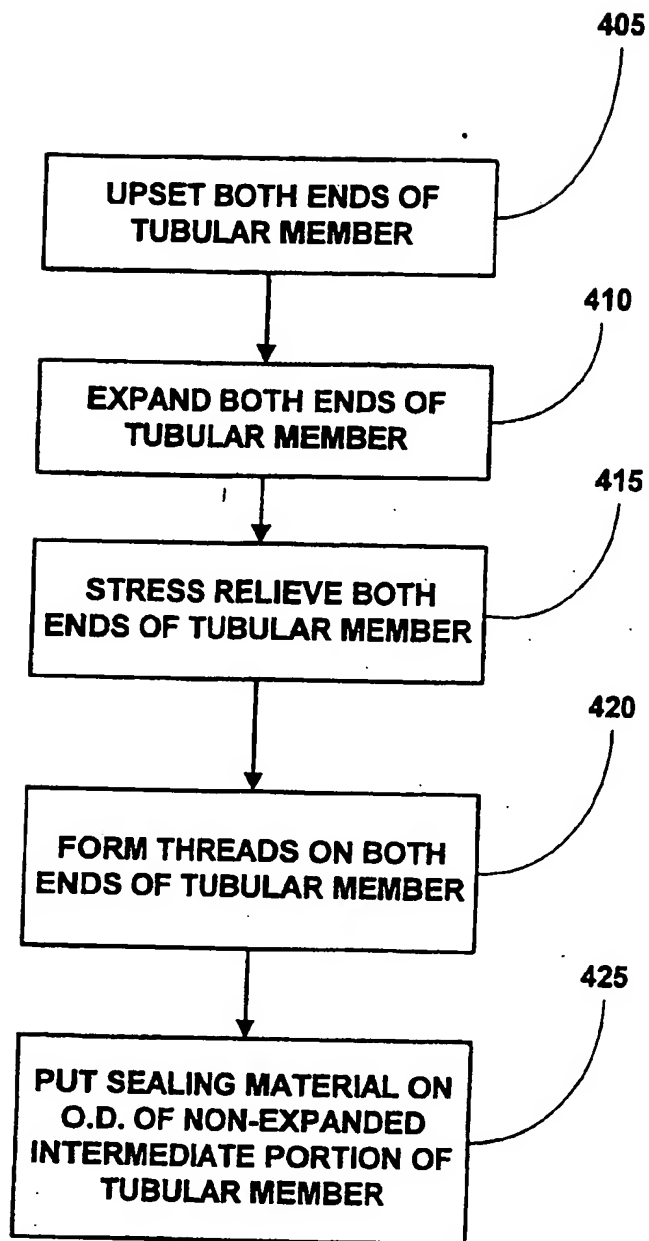 405
UPSET BOTH ENDS OF
TUBULAR MEMBER
410
EXPAND BOTH ENDS OF
TUBULAR MEMBER
415
STRESS RELIEVE BOTH
ENDS OF TUBULAR MEMBER
420
FORM THREADS ON BOTH
ENDS OF TUBULAR MEMBER
425
PUT SEALING MATERIAL ON
O.D. OF NON-EXPANDED
INTERMEDIATE PORTION OF
TUBULAR MEMBER